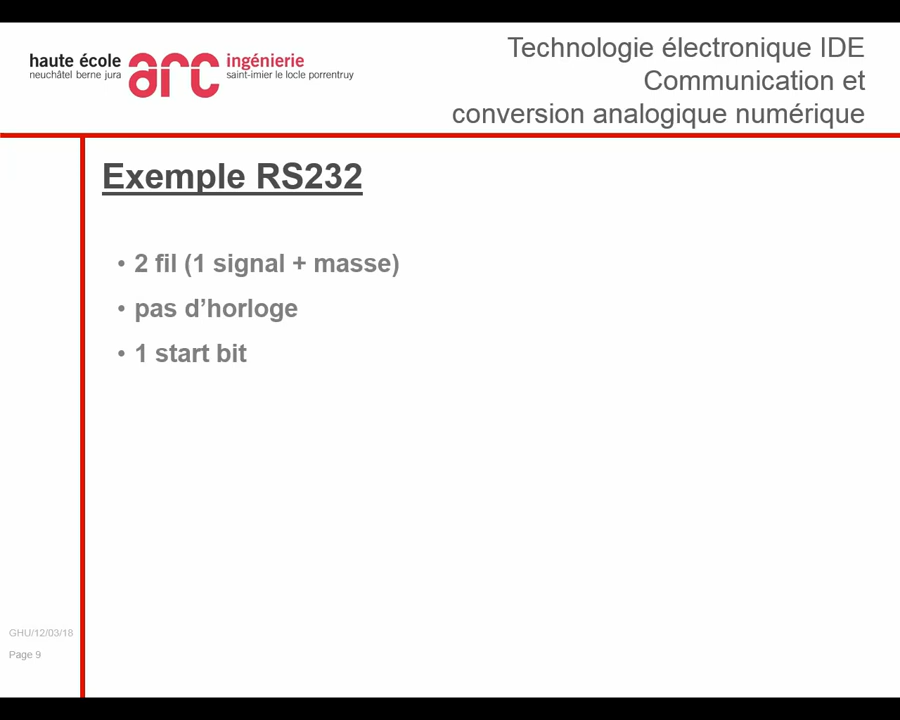 haute école
neuchâtel berne jura
arc
ingénierie
saint-imier le locle porrentruy
Technologie électronique IDE
Communication et
conversion analogique numérique
Exemple RS232
• 2 fil (1 signal + masse)
• pas d’horloge
• 1 start bit
GHU/12/03/18
Page 9